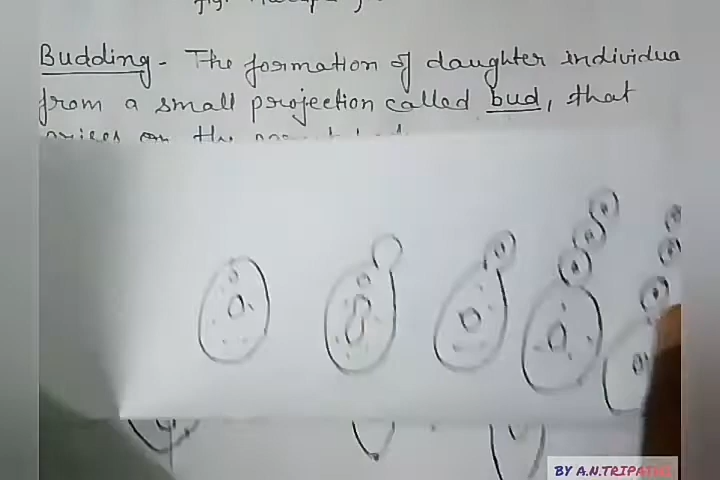 Budding - The formation of daughter individua
from a small projection called bud, that
BY A.N.TRIPATHI